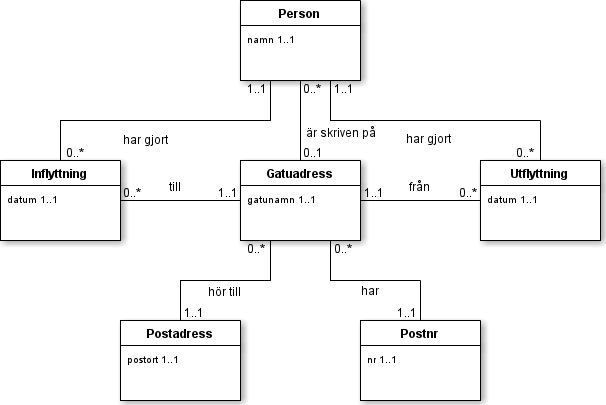 Person
namn 1..1
1..1
0..*
1..1
har gjort
är skriven på
har gjort
0..*
0..1
0..*
Inflyttning
datum 1..1
till
0..*
1..1
Gatuadress
gatunamn 1..1
från
1..1
0..*
Utflyttning
datum 1..1
0..*
0..*
hör till
har
1..1
1..1
Postadress
postort 1..1
Postnr
nr 1..1